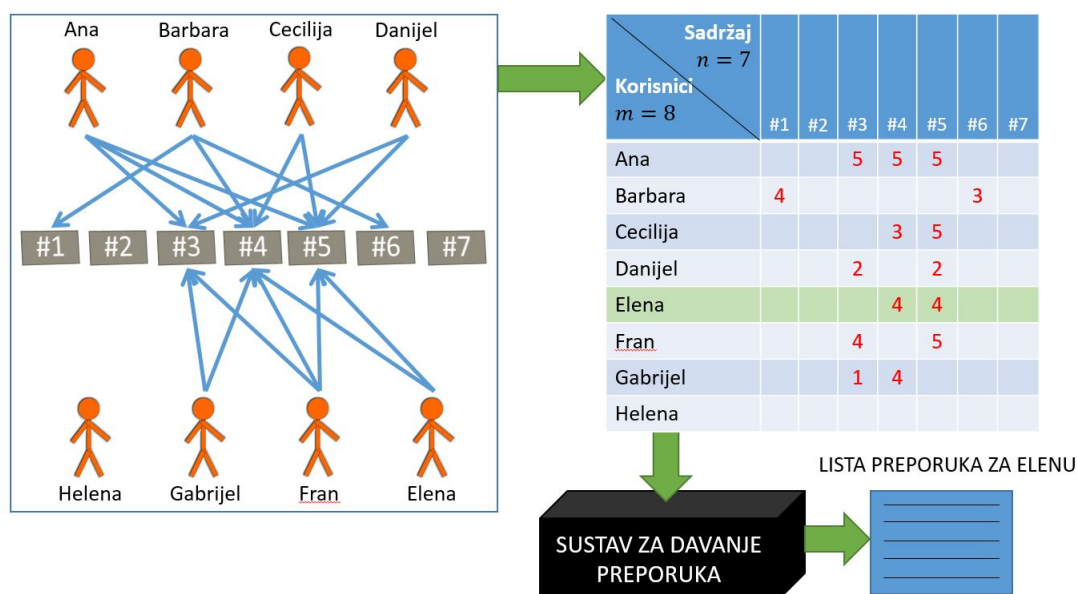 Ana Barbara Cecilija Danijel
#1 #2 #3 #4 #5 #6 #7
Helena Gabrijel Fran Elena
Sadržaj
n = 7
Korisnici
m = 8
#1 #2 #3 #4 #5 #6 #7
Ana 5 5 5
Barbara 4 3
Cecilija 3 5
Danijel 2 2
Elena 4 4
Fran 4 5
Gabrijel 1 4
Helena
LISTA PREPORUKA ZA ELENU
SUSTAV ZA DAVANJE
PREPORUKA